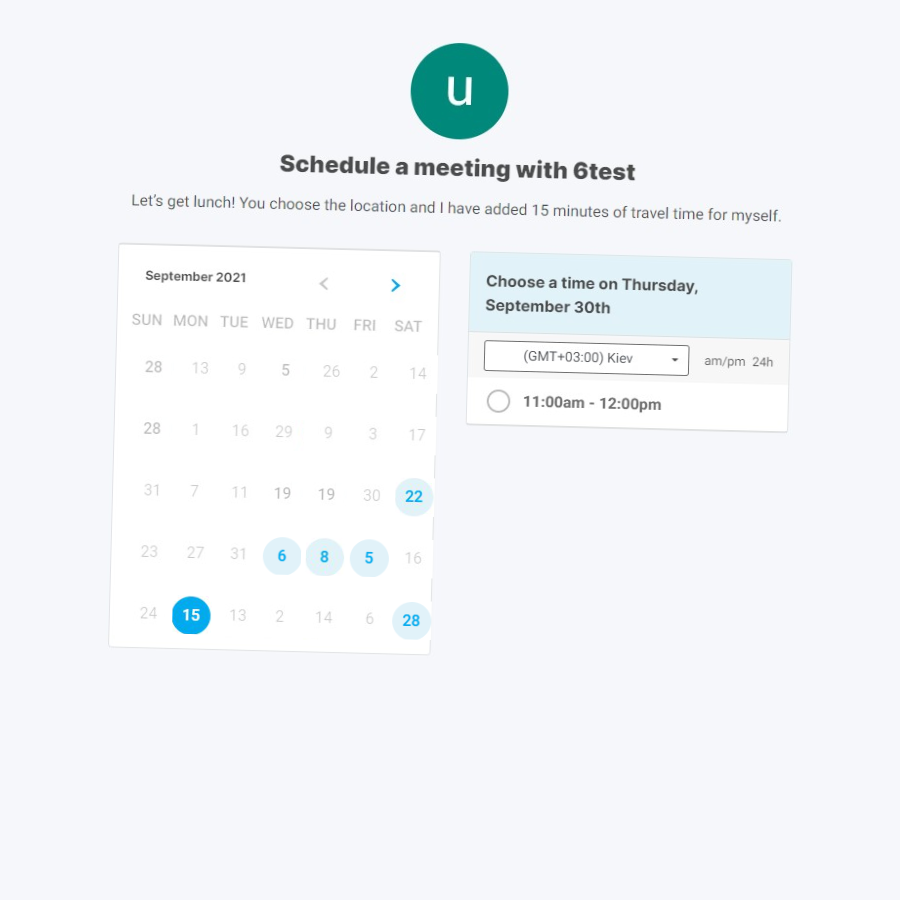 u
Schedule a meeting with 6test
Let's get lunch! You choose the location and I have added 15 minutes of travel time for myself.
September 2021
SUN MON TUE WED THU FRI SAT
28 13 9 5 26 2 14
28 1 16 29 9 3 17
31 7 11 19 19 30 22
23 27 31 6 8 5 16
24 15 13 2 14 6 28
Choose a time on Thursday,
September 30th
(GMT+03:00) Kiev am/pm 24h
11:00am - 12:00pm